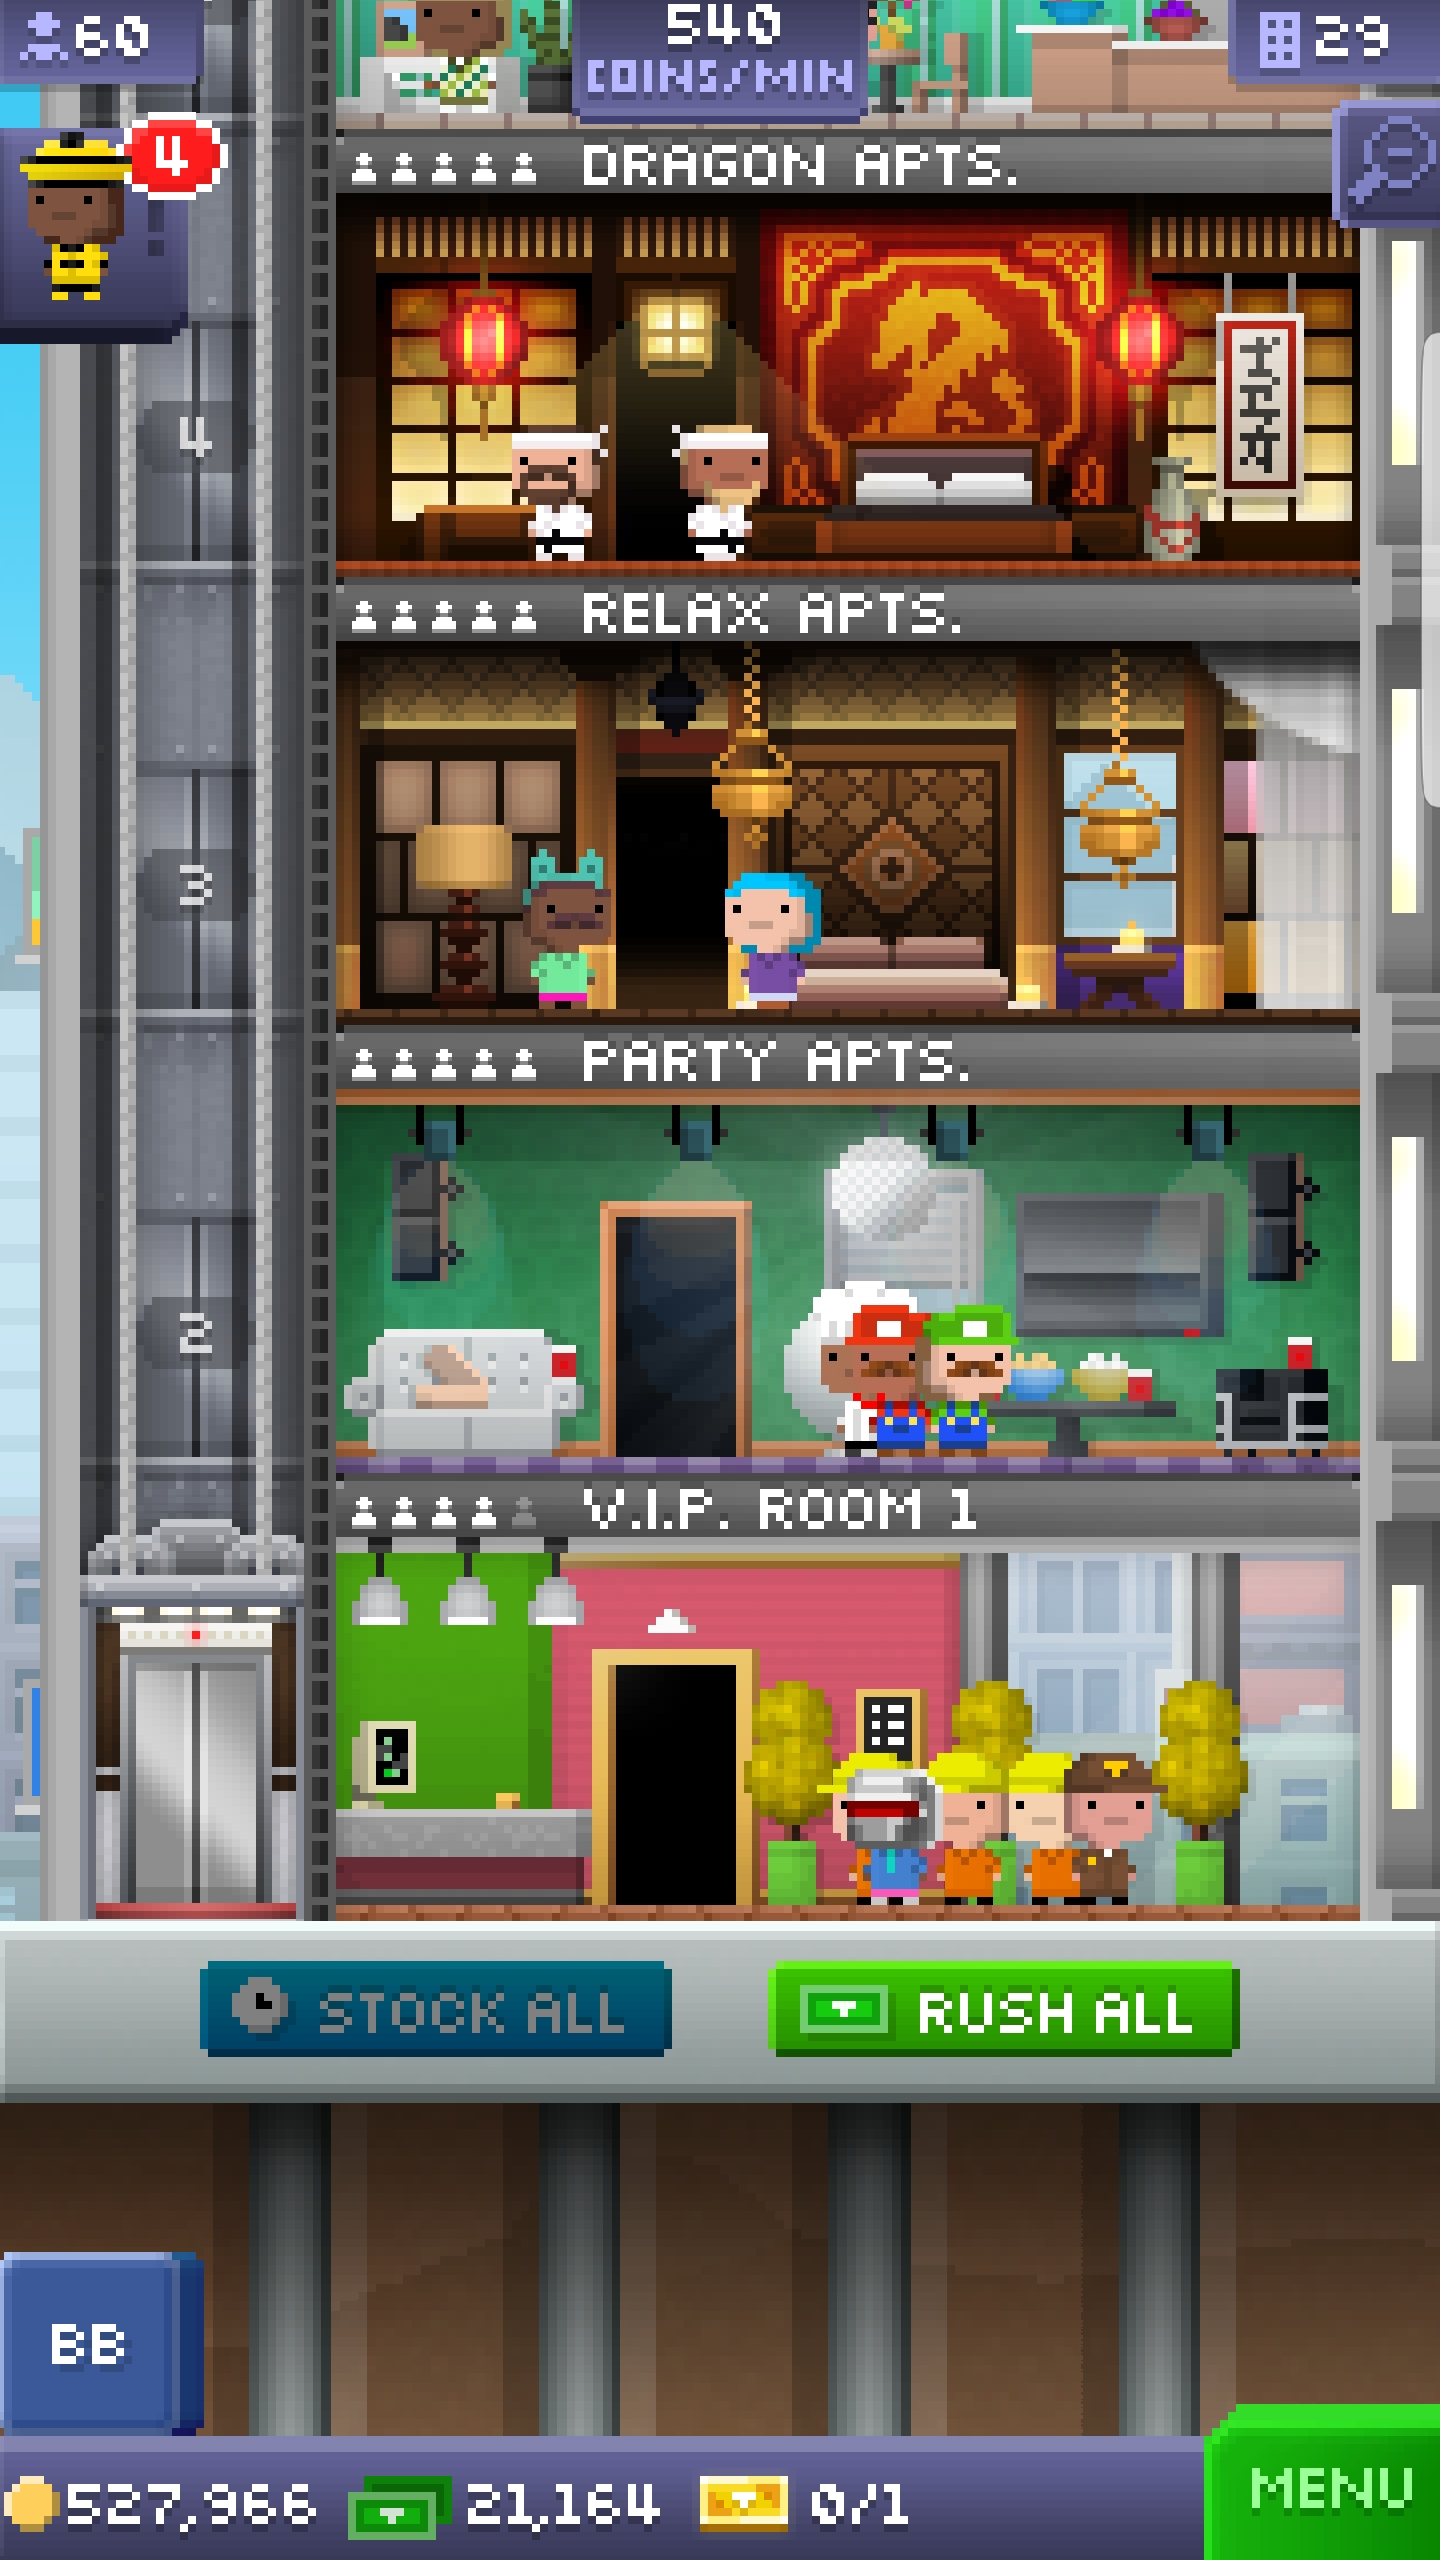 60
540
COINS/MIN
29
4
DRAGON APTS.
4
RELAX APTS.
3
PARTY APTS.
2
V.I.P. ROOM 1
STOCK ALL
RUSH ALL
BB
527,966
21,164
0/1
MENU